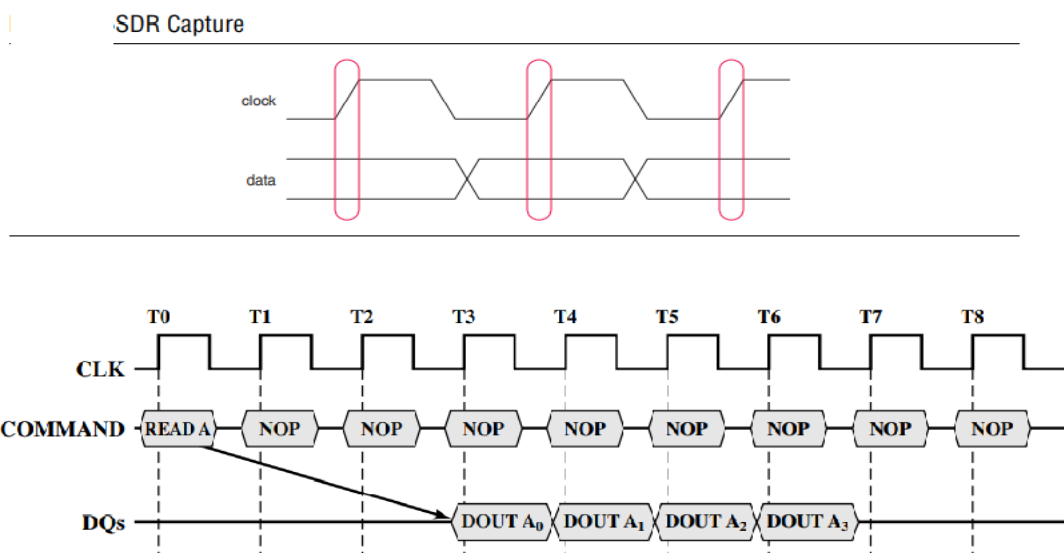 SDR Capture
clock
data
T0 T1 T2 T3 T4 T5 T6 T7 T8
CLK
COMMAND READ A NOP NOP NOP NOP NOP NOP NOP NOP
DQs DOUT A₀ DOUT A₁ DOUT A₂ DOUT A₃